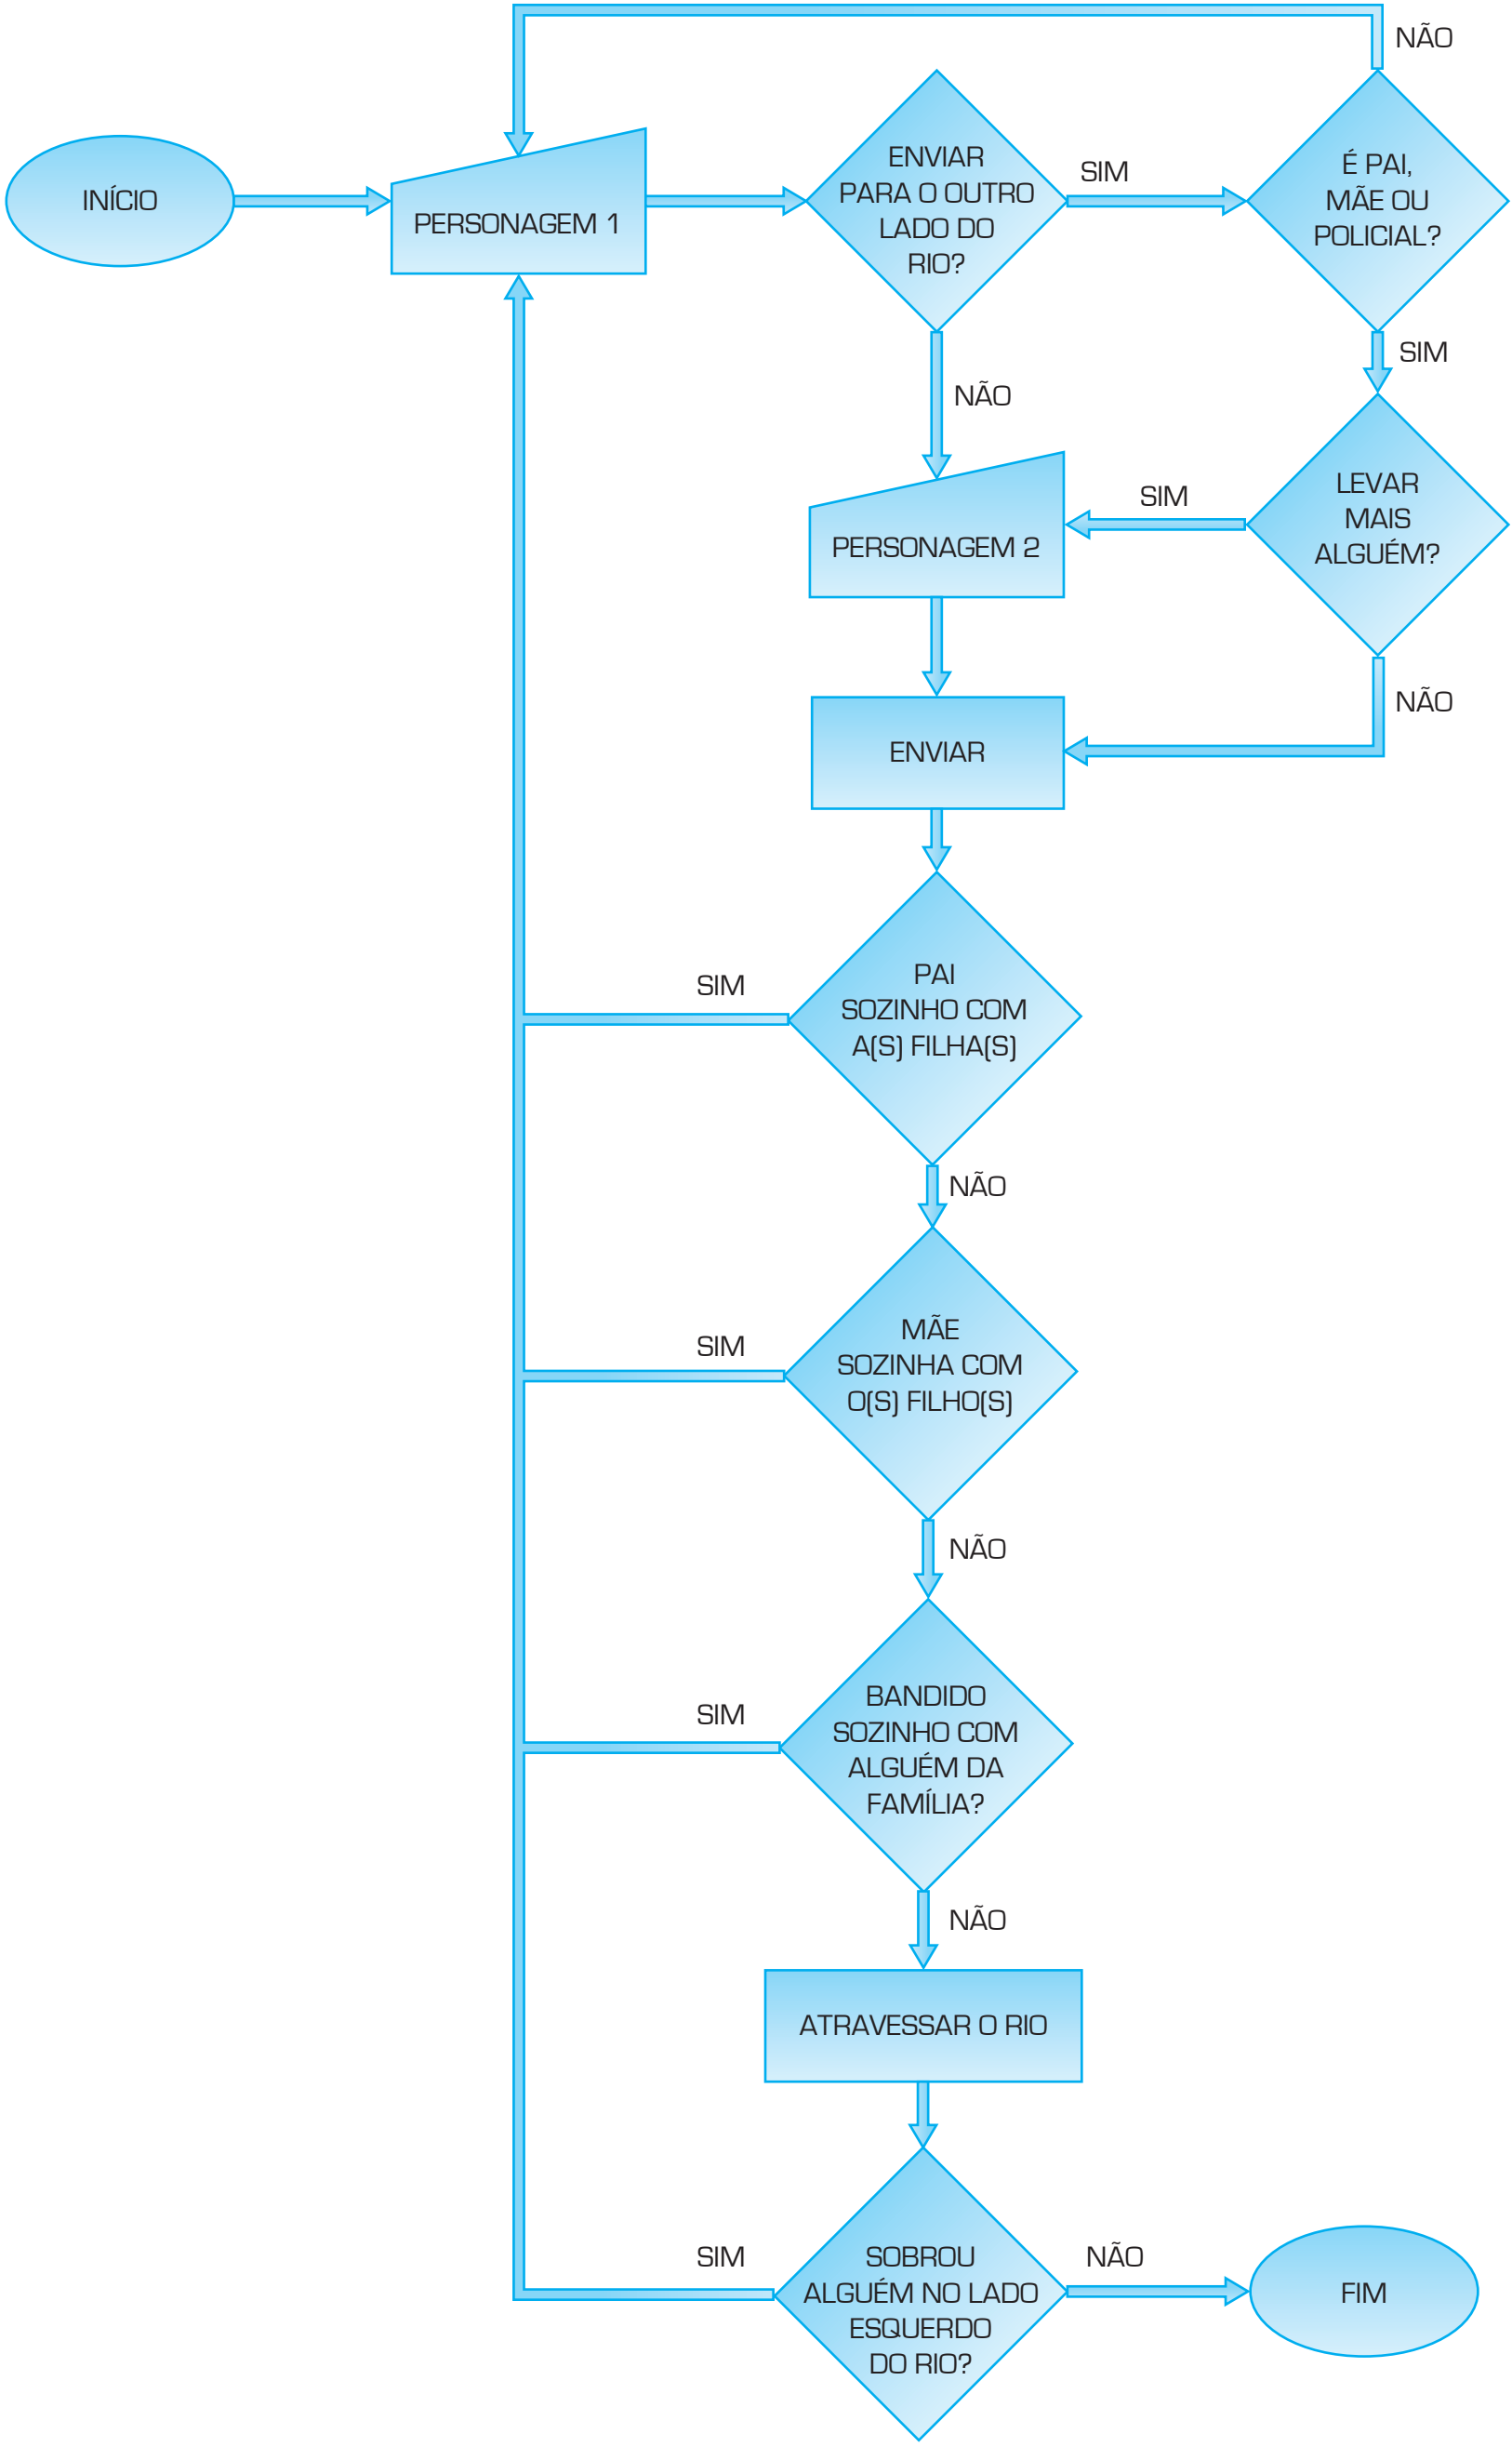 NÃO
INÍCIO
PERSONAGEM 1
ENVIAR
PARA O OUTRO
LADO DO
RIO?
SIM
É PAI,
MÃE OU
POLICIAL?
SIM
NÃO
LEVAR
MAIS
ALGUÉM?
SIM
PERSONAGEM 2
NÃO
ENVIAR
PAI
SOZINHO COM
A(S) FILHA(S)
SIM
NÃO
MÃE
SOZINHA COM
O(S) FILHO(S)
SIM
NÃO
BANDIDO
SOZINHO COM
ALGUÉM DA
FAMÍLIA?
SIM
NÃO
ATRAVESSAR O RIO
SOBROU
ALGUÉM NO LADO
ESQUERDO
DO RIO?
SIM
NÃO
FIM